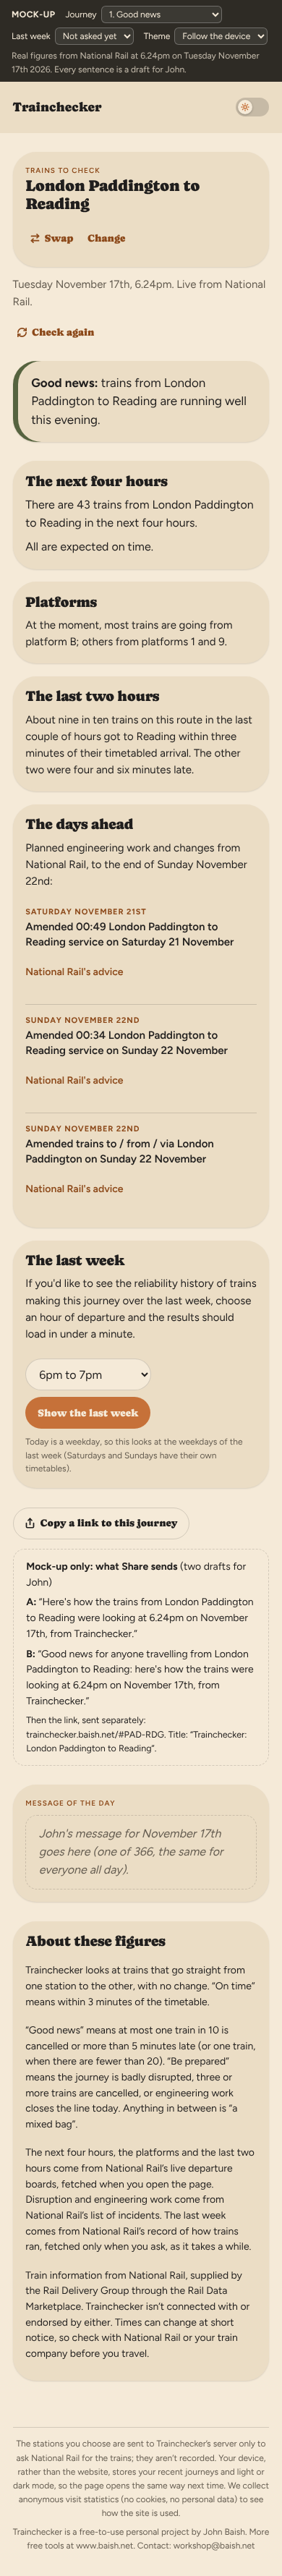 MOCK-UP Journey 1. Good news
Last week Not asked yet Theme Follow the device
Real figures from National Rail at 6.24pm on Tuesday November
17th 2026. Every sentence is a draft for John.
Trainchecker
TRAINS TO CHECK
London Paddington to
Reading
Swap Change
Tuesday November 17th, 6.24pm. Live from National
Rail.
Check again
Good news: trains from London
Paddington to Reading are running well
this evening.
The next four hours
There are 43 trains from London Paddington
to Reading in the next four hours.
All are expected on time.
Platforms
At the moment, most trains are going from
platform B; others from platforms 1 and 9.
The last two hours
About nine in ten trains on this route in the last
couple of hours got to Reading within three
minutes of their timetabled arrival. The other
two were four and six minutes late.
The days ahead
Planned engineering work and changes from
National Rail, to the end of Sunday November
22nd:
SATURDAY NOVEMBER 21ST
Amended 00:49 London Paddington to
Reading service on Saturday 21 November
National Rail's advice
SUNDAY NOVEMBER 22ND
Amended 00:34 London Paddington to
Reading service on Sunday 22 November
National Rail's advice
SUNDAY NOVEMBER 22ND
Amended trains to / from / via London
Paddington on Sunday 22 November
National Rail's advice
The last week
If you'd like to see the reliability history of trains
making this journey over the last week, choose
an hour of departure and the results should
load in under a minute.
6pm to 7pm
Show the last week
Today is a weekday, so this looks at the weekdays of the
last week (Saturdays and Sundays have their own
timetables).
Copy a link to this journey
Mock-up only: what Share sends (two drafts for
John)
A: “Here's how the trains from London Paddington
to Reading were looking at 6.24pm on November
17th, from Trainchecker.”
B: “Good news for anyone travelling from London
Paddington to Reading: here's how the trains were
looking at 6.24pm on November 17th, from
Trainchecker.”
Then the link, sent separately:
trainchecker.baish.net/#PAD-RDG. Title: “Trainchecker:
London Paddington to Reading”.
MESSAGE OF THE DAY
John's message for November 17th
goes here (one of 366, the same for
everyone all day).
About these figures
Trainchecker looks at trains that go straight from
one station to the other, with no change. “On time”
means within 3 minutes of the timetable.
“Good news” means at most one train in 10 is
cancelled or more than 5 minutes late (or one train,
when there are fewer than 20). “Be prepared”
means the journey is badly disrupted, three or
more trains are cancelled, or engineering work
closes the line today. Anything in between is “a
mixed bag”.
The next four hours, the platforms and the last two
hours come from National Rail's live departure
boards, fetched when you open the page.
Disruption and engineering work come from
National Rail's list of incidents. The last week
comes from National Rail's record of how trains
ran, fetched only when you ask, as it takes a while.
Train information from National Rail, supplied by
the Rail Delivery Group through the Rail Data
Marketplace. Trainchecker isn't connected with or
endorsed by either. Times can change at short
notice, so check with National Rail or your train
company before you travel.
The stations you choose are sent to Trainchecker's server only to
ask National Rail for the trains; they aren't recorded. Your device,
rather than the website, stores your recent journeys and light or
dark mode, so the page opens the same way next time. We collect
anonymous visit statistics (no cookies, no personal data) to see
how the site is used.
Trainchecker is a free-to-use personal project by John Baish. More
free tools at www.baish.net. Contact: workshop@baish.net